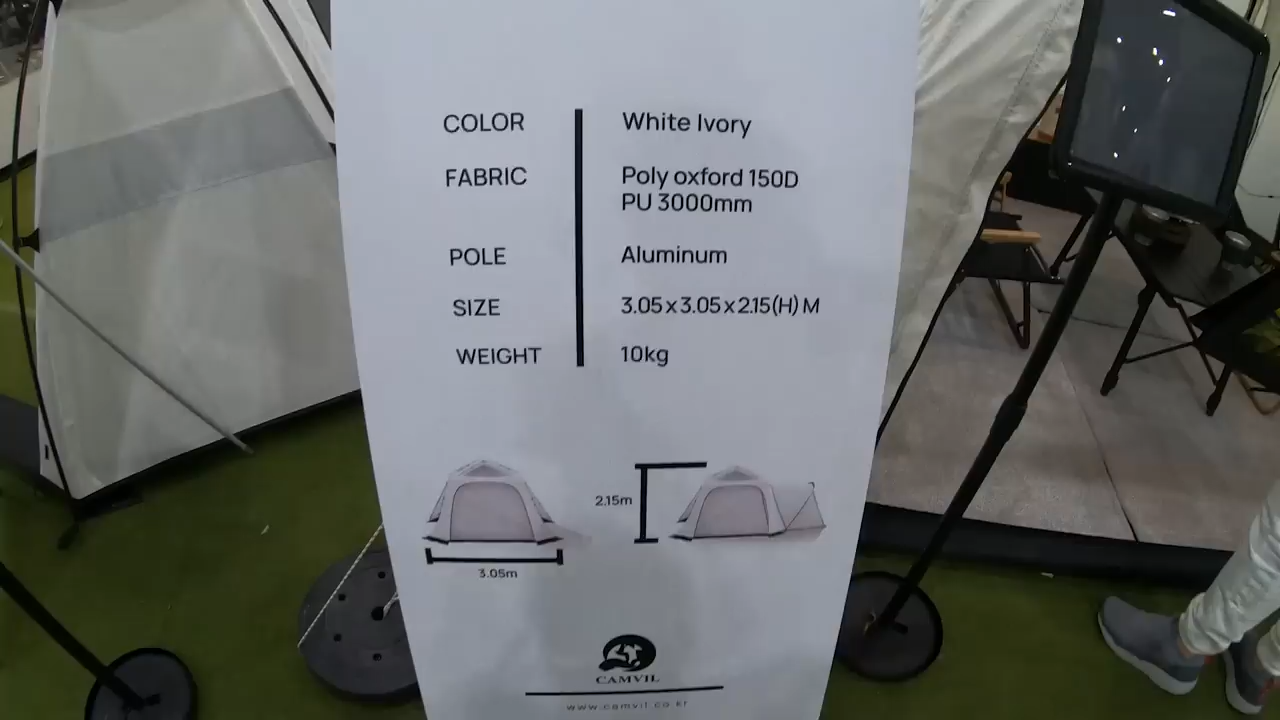 COLOR White Ivory
FABRIC Poly oxford 150D
PU 3000mm
POLE Aluminum
SIZE 3.05x3.05x2.15(H)M
WEIGHT 10kg
2.15m
3.05m
CAMVIL
www.camvil.co.kr